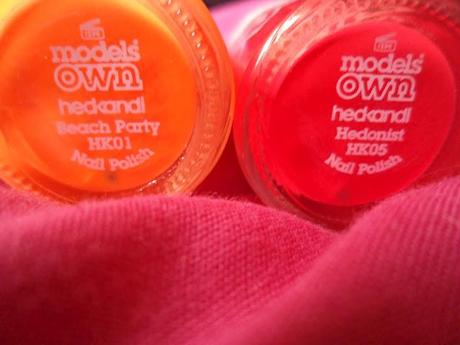 models'
own
hedkandi
Beach Party
HK01
Nail Polish
models'
own
hedkandi
Hedonist
HK05
Nail Polish